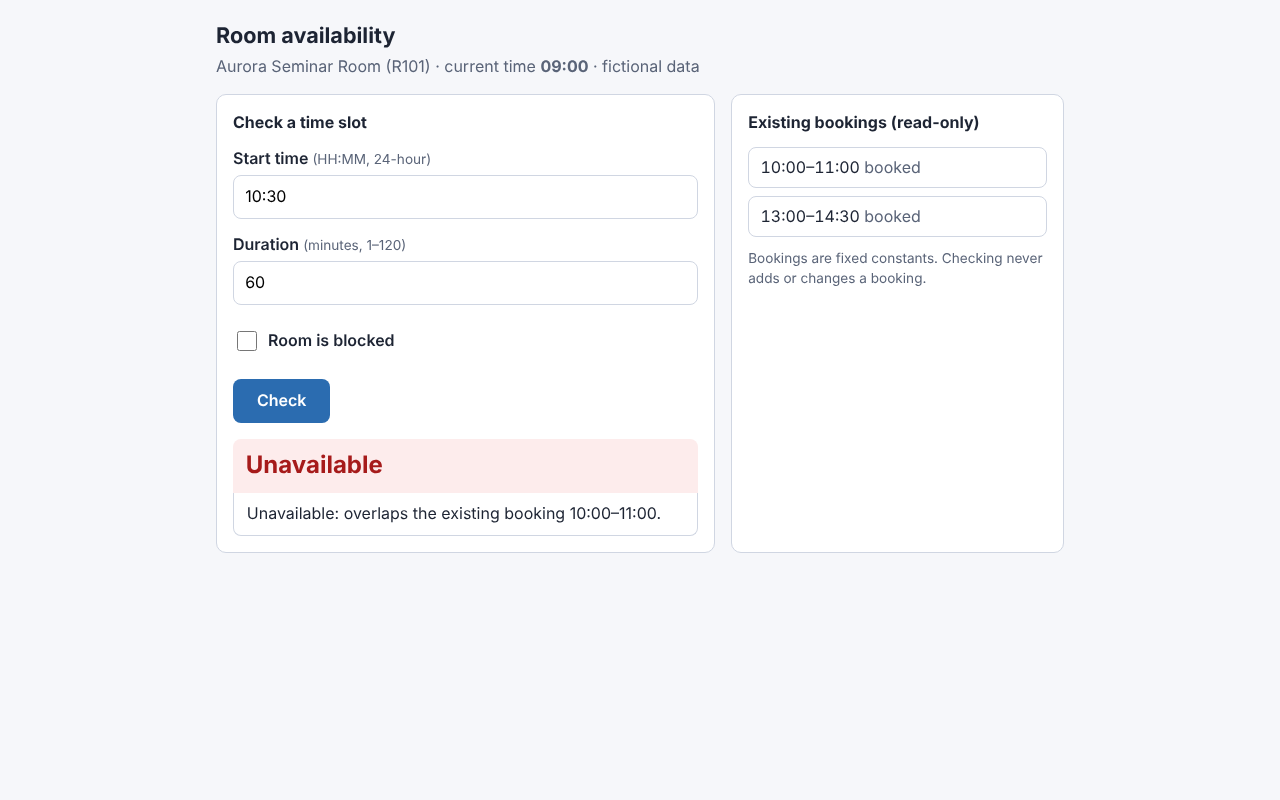 Room availability
Aurora Seminar Room (R101) · current time 09:00 · fictional data
Check a time slot
Start time (HH:MM, 24-hour)
10:30
Duration (minutes, 1–120)
60
Room is blocked
Check
Unavailable
Unavailable: overlaps the existing booking 10:00–11:00.
Existing bookings (read-only)
10:00–11:00 booked
13:00–14:30 booked
Bookings are fixed constants. Checking never
adds or changes a booking.